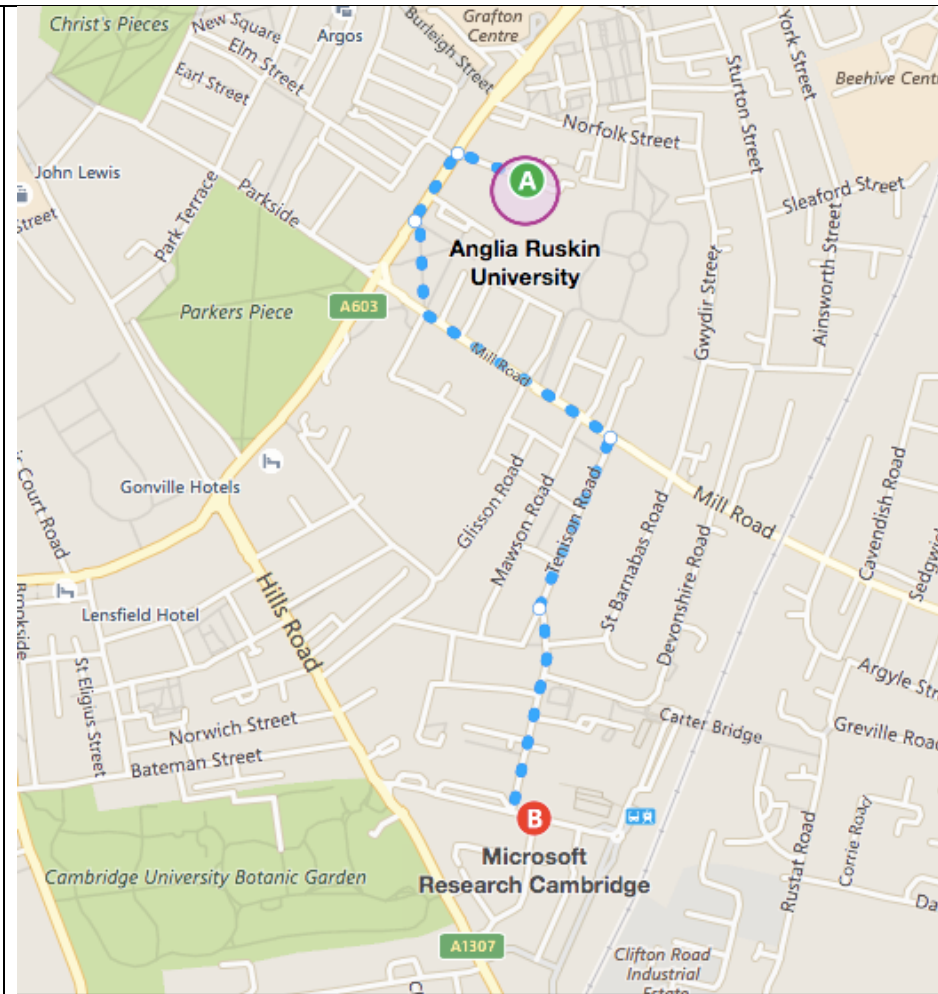 Christ's Pieces
New Square
Argos
Burleigh Street
Grafton
Centre
York Street
Elm Street
Earl Street
Sturton Street
Beehive Cent
Norfolk Street
John Lewis
Street
Park Terrace
Parkside
A
Sleaford Street
Anglia Ruskin
University
Gwydir Street
Ainsworth Street
A603
Parkers Piece
Mill Road
Gonville Hotels
Court Road
Glisson Road
Mawson Road
Tenison Road
St Barnabas Road
Mill Road
Devonshire Road
Cavendish Road
Sedgwic
Brookside
Lensfield Hotel
Hills Road
St Eligius Street
Argyle Str
Norwich Street
Carter Bridge
Greville Road
Bateman Street
B
Microsoft
Research Cambridge
Rustat Road
Corrie Road
Cambridge University Botanic Garden
Da
A1307
Clifton Road
Industrial
Estate